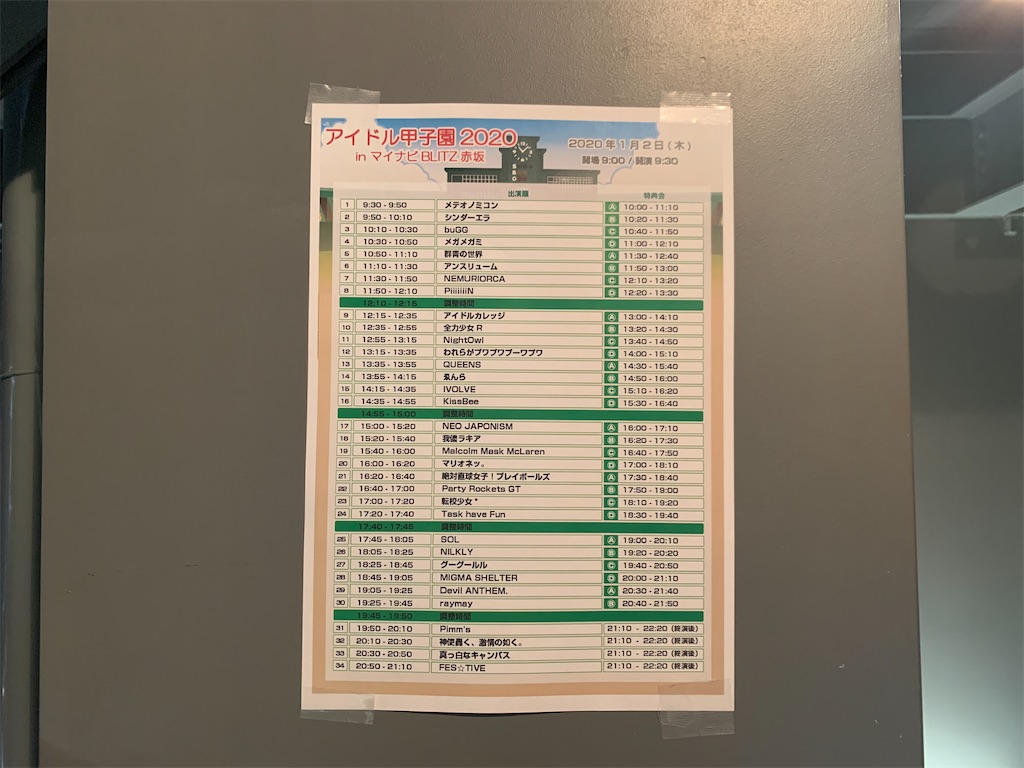 アイドル甲子園 2020
in マイナビ BLITZ 赤坂
2020年1月2日(木)
開場 9:00 / 開演 9:30
出演順 特典会
1 9:30 - 9:50 メテオノミコン A 10:00 - 11:10
2 9:50 - 10:10 シンダーエラ B 10:20 - 11:30
3 10:10 - 10:30 buGG C 10:40 - 11:50
4 10:30 - 10:50 メガメガミ D 11:00 - 12:10
5 10:50 - 11:10 群青の世界 A 11:30 - 12:40
6 11:10 - 11:30 アンスリューム B 11:50 - 13:00
7 11:30 - 11:50 NEMURIORCA C 12:10 - 13:20
8 11:50 - 12:10 PiiiiiiiN D 12:20 - 13:30
12:10 - 12:15 調整時間
9 12:15 - 12:35 アイドルカレッジ A 13:00 - 14:10
10 12:35 - 12:55 全力少女 R B 13:20 - 14:30
11 12:55 - 13:15 NightOwl C 13:40 - 14:50
12 13:15 - 13:35 われらがプワプワプーワプワ D 14:00 - 15:10
13 13:35 - 13:55 QUEENS A 14:30 - 15:40
14 13:55 - 14:15 ゑんら B 14:50 - 16:00
15 14:15 - 14:35 IVOLVE C 15:10 - 16:20
16 14:35 - 14:55 KissBee D 15:30 - 16:40
14:55 - 15:00 調整時間
17 15:00 - 15:20 NEO JAPONISM A 16:00 - 17:10
18 15:20 - 15:40 我儘ラキア B 16:20 - 17:30
19 15:40 - 16:00 Malcolm Mask McLaren C 16:40 - 17:50
20 16:00 - 16:20 マリオネッ。 D 17:00 - 18:10
21 16:20 - 16:40 絶対直球女子!プレイボールズ A 17:30 - 18:40
22 16:40 - 17:00 Party Rockets GT B 17:50 - 19:00
23 17:00 - 17:20 転校少女* C 18:10 - 19:20
24 17:20 - 17:40 Task have Fun D 18:30 - 19:40
17:40 - 17:45 調整時間
25 17:45 - 18:05 SOL A 19:00 - 20:10
26 18:05 - 18:25 NILKLY B 19:20 - 20:20
27 18:25 - 18:45 グーグールル C 19:40 - 20:50
28 18:45 - 19:05 MIGMA SHELTER D 20:00 - 21:10
29 19:05 - 19:25 Devil ANTHEM. A 20:30 - 21:40
30 19:25 - 19:45 raymay B 20:40 - 21:50
19:45 - 19:50 調整時間
31 19:50 - 20:10 Pimm's 21:10 - 22:20 (終演後)
32 20:10 - 20:30 神使轟く、激情の如く。 21:10 - 22:20 (終演後)
33 20:30 - 20:50 真っ白なキャンバス 21:10 - 22:20 (終演後)
34 20:50 - 21:10 FES☆TIVE 21:10 - 22:20 (終演後)